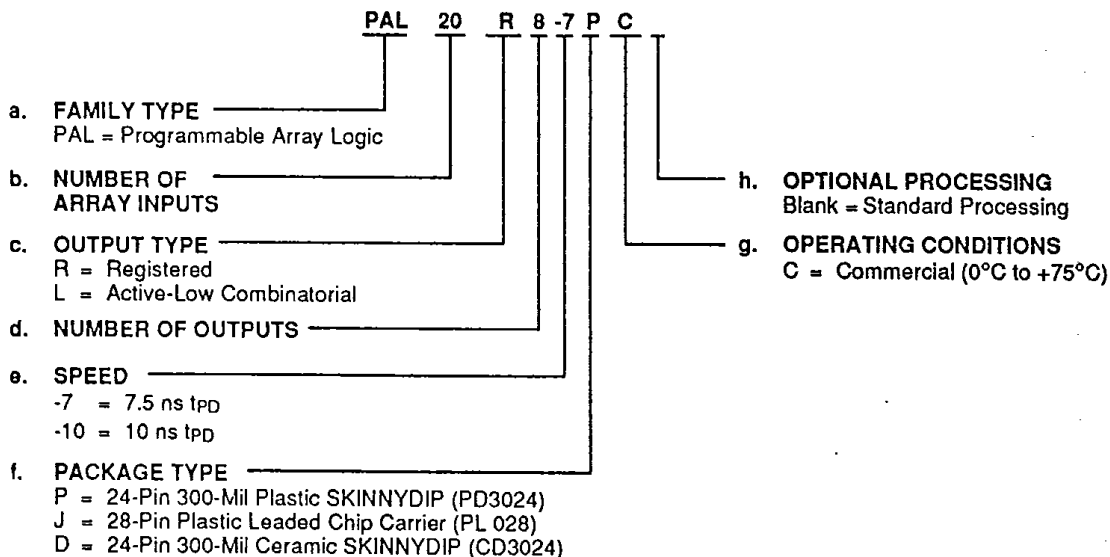 PAL 20 R 8 -7 P C
a. FAMILY TYPE
PAL = Programmable Array Logic
b. NUMBER OF
ARRAY INPUTS
c. OUTPUT TYPE
R = Registered
L = Active-Low Combinatorial
d. NUMBER OF OUTPUTS
e. SPEED
-7 = 7.5 ns tPD
-10 = 10 ns tPD
f. PACKAGE TYPE
P = 24-Pin 300-Mil Plastic SKINNYDIP (PD3024)
J = 28-Pin Plastic Leaded Chip Carrier (PL 028)
D = 24-Pin 300-Mil Ceramic SKINNYDIP (CD3024)
h. OPTIONAL PROCESSING
Blank = Standard Processing
g. OPERATING CONDITIONS
C = Commercial (0°C to +75°C)